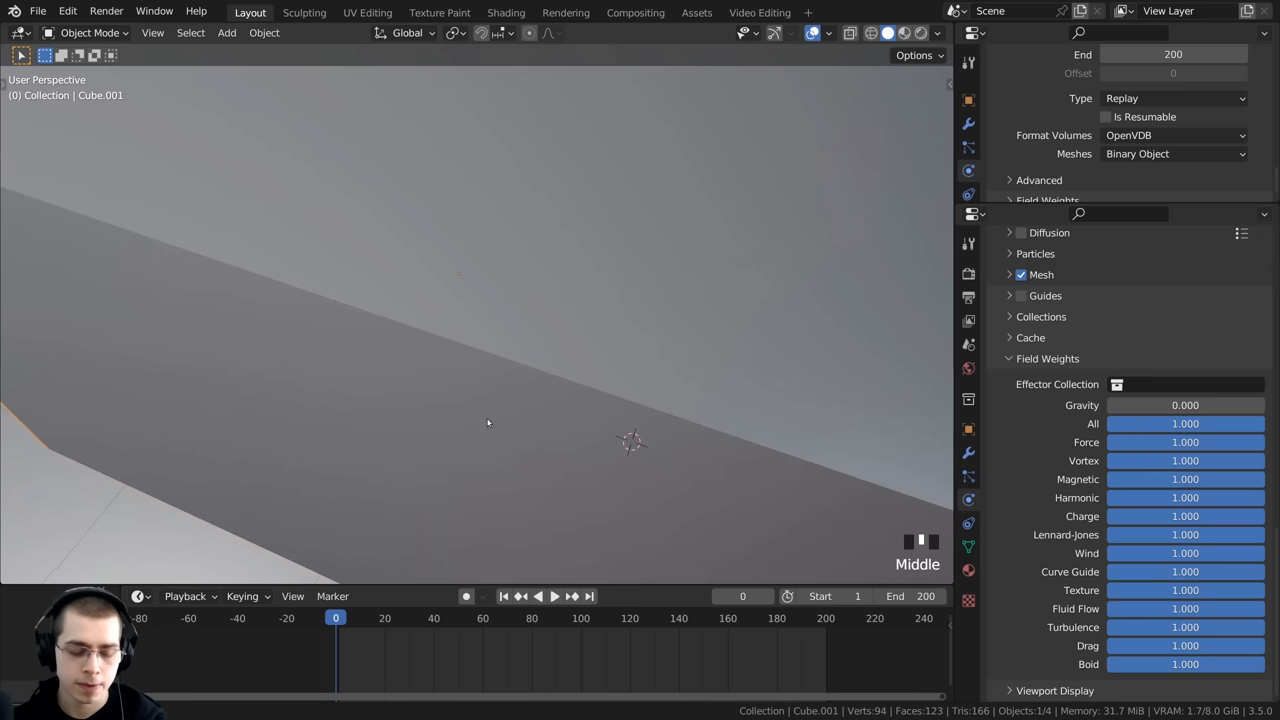 File Edit Render Window Help
Layout Sculpting UV Editing Texture Paint Shading Rendering Compositing Assets Video Editing +
Scene
View Layer
Object Mode View Select Add Object
Global
Options
User Perspective
(0) Collection | Cube.001
End 200
Offset 0
Type Replay
Is Resumable
Format Volumes OpenVDB
Meshes Binary Object
Advanced
Field Weights
Diffusion
Particles
Mesh
Guides
Collections
Cache
Field Weights
Effector Collection
Gravity 0.000
All 1.000
Force 1.000
Vortex 1.000
Magnetic 1.000
Harmonic 1.000
Charge 1.000
Lennard-Jones 1.000
Wind 1.000
Curve Guide 1.000
Texture 1.000
Fluid Flow 1.000
Turbulence 1.000
Drag 1.000
Boid 1.000
Viewport Display
Middle
Playback Keying View Marker
0 Start 1 End 200
-80 -20 0 20 40 60 80 100 120 140 160 180 200 220 240
Collection | Cube.001 | Verts:94 | Faces:123 | Tris:166 | Objects:1/4 | Memory: 31.7 MiB | VRAM: 1.7/8.0 GiB | 3.5.0